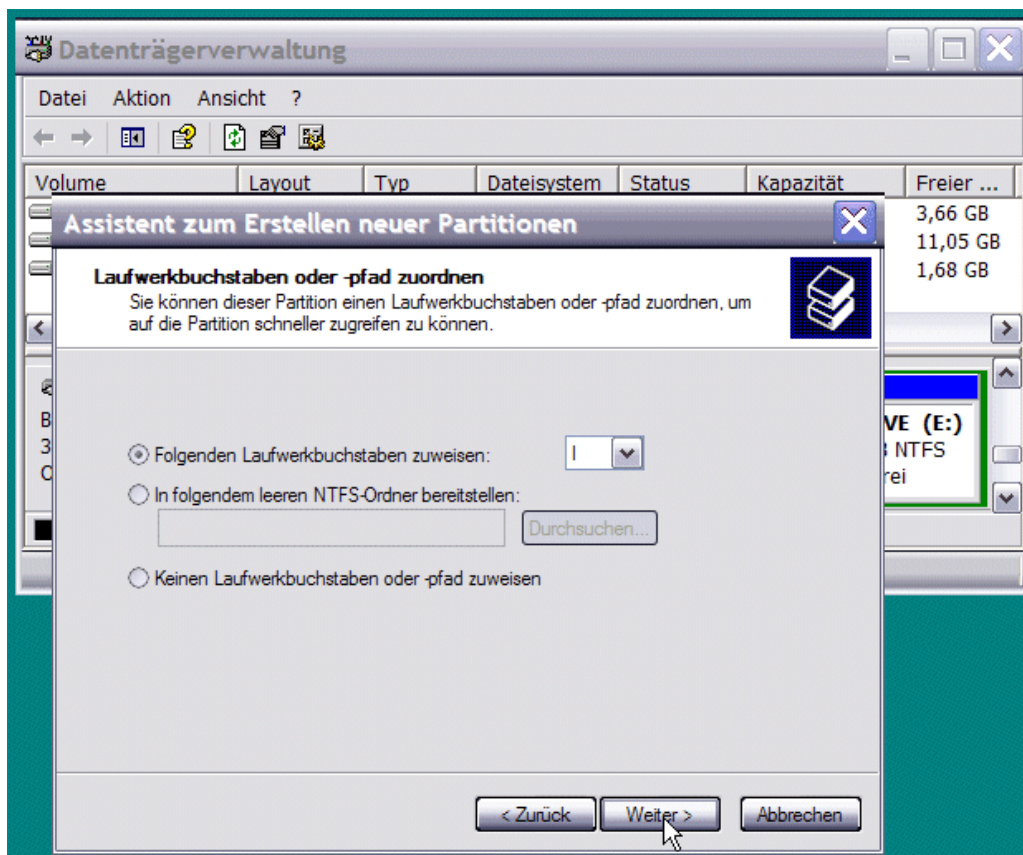 Datenträgerverwaltung
Datei Aktion Ansicht ?
Volume Layout Typ Dateisystem Status Kapazität Freier ...
3,66 GB
11,05 GB
1,68 GB
Assistent zum Erstellen neuer Partitionen
Laufwerkbuchstaben oder -pfad zuordnen
Sie können dieser Partition einen Laufwerkbuchstaben oder -pfad zuordnen, um
auf die Partition schneller zugreifen zu können.
B
3
VE (E:)
NTFS
rei
Folgenden Laufwerkbuchstaben zuweisen: I
In folgendem leeren NTFS-Ordner bereitstellen:
Durchsuchen...
Keinen Laufwerkbuchstaben oder -pfad zuweisen
< Zurück Weiter > Abbrechen